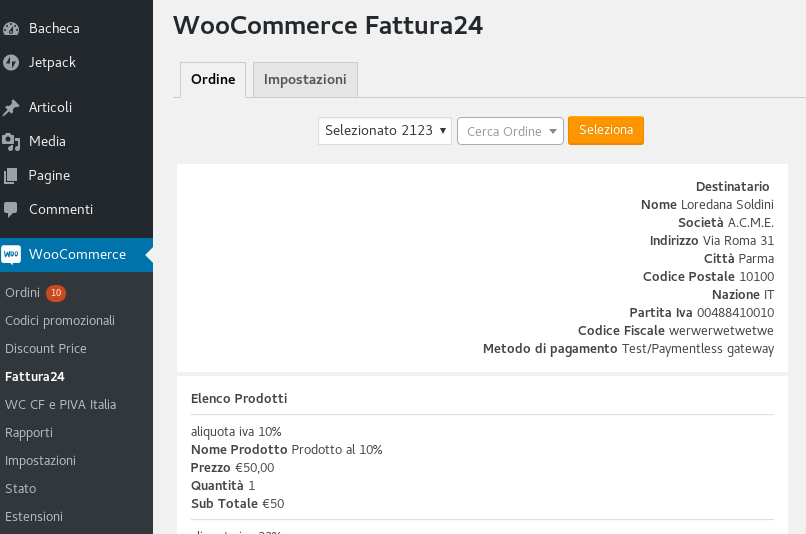 WooCommerce Fattura24
Bacheca
Jetpack
Articoli
Media
Pagine
Commenti
WOO WooCommerce
Ordini 10
Codici promozionali
Discount Price
Fattura24
WC CF e PIVA Italia
Rapporti
Impostazioni
Stato
Estensioni
Ordine Impostazioni
Selezionato 2123 Cerca Ordine Seleziona
Destinatario
Nome Loredana Soldini
Società A.C.M.E.
Indirizzo Via Roma 31
Città Parma
Codice Postale 10100
Nazione IT
Partita Iva 00488410010
Codice Fiscale werwerwetwetwe
Metodo di pagamento Test/Paymentless gateway
Elenco Prodotti
aliquota iva 10%
Nome Prodotto Prodotto al 10%
Prezzo €50,00
Quantità 1
Sub Totale €50